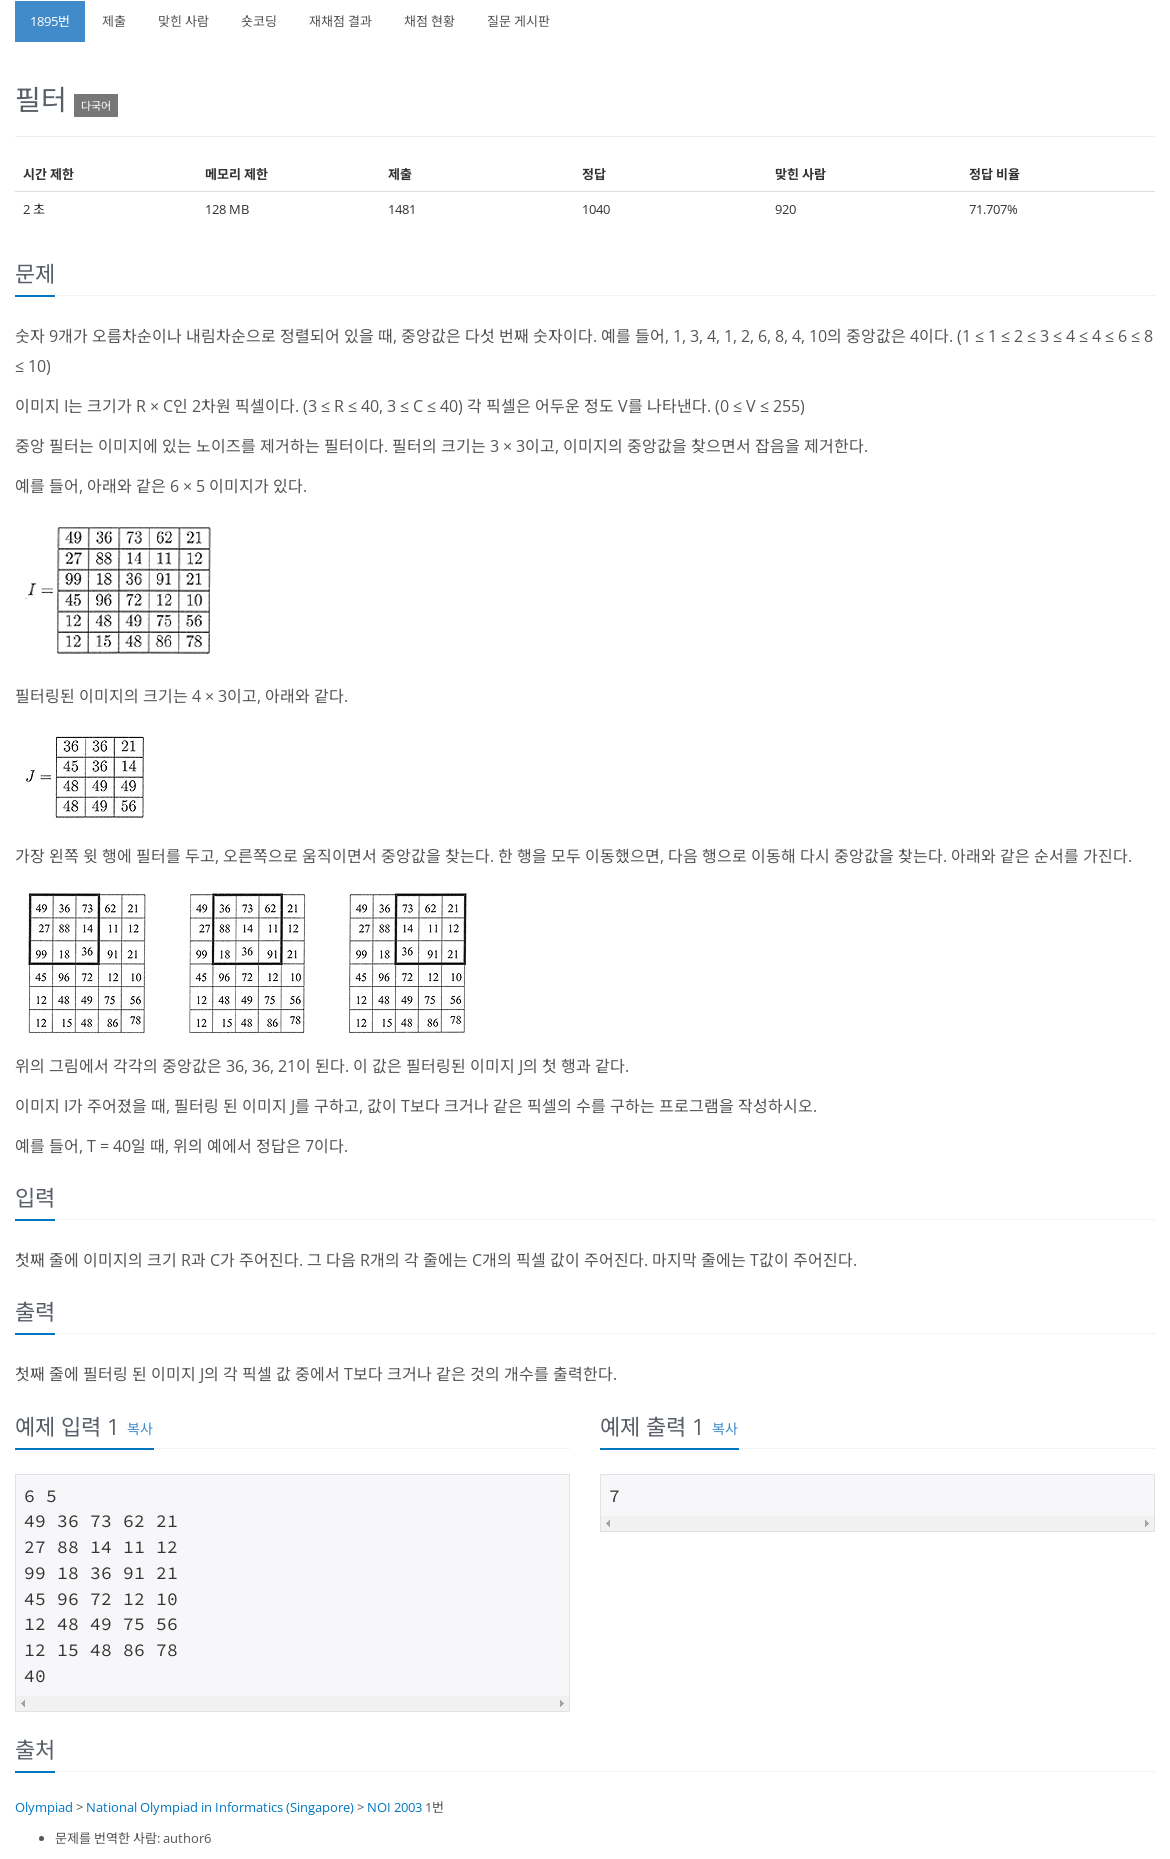 1895번 제출 맞힌 사람 숏코딩 재채점 결과 채점 현황 질문 게시판
필터 다국어
시간 제한 메모리 제한 제출 정답 맞힌 사람 정답 비율
2 초 128 MB 1481 1040 920 71.707%
문제
숫자 9개가 오름차순이나 내림차순으로 정렬되어 있을 때, 중앙값은 다섯 번째 숫자이다. 예를 들어, 1, 3, 4, 1, 2, 6, 8, 4, 10의 중앙값은 4이다. (1 ≤ 1 ≤ 2 ≤ 3 ≤ 4 ≤ 4 ≤ 6 ≤ 8
≤ 10)
이미지 I는 크기가 R × C인 2차원 픽셀이다. (3 ≤ R ≤ 40, 3 ≤ C ≤ 40) 각 픽셀은 어두운 정도 V를 나타낸다. (0 ≤ V ≤ 255)
중앙 필터는 이미지에 있는 노이즈를 제거하는 필터이다. 필터의 크기는 3 × 3이고, 이미지의 중앙값을 찾으면서 잡음을 제거한다.
예를 들어, 아래와 같은 6 × 5 이미지가 있다.
49 36 73 62 21
27 88 14 11 12
99 18 36 91 21
I =
45 96 72 12 10
12 48 49 75 56
12 15 48 86 78
필터링된 이미지의 크기는 4 × 3이고, 아래와 같다.
36 36 21
45 36 14
J =
48 49 49
48 49 56
가장 왼쪽 윗 행에 필터를 두고, 오른쪽으로 움직이면서 중앙값을 찾는다. 한 행을 모두 이동했으면, 다음 행으로 이동해 다시 중앙값을 찾는다. 아래와 같은 순서를 가진다.
49 36 73 62 21 49 36 73 62 21 49 36 73 62 21
27 88 14 11 12 27 88 14 11 12 27 88 14 11 12
99 18 36 91 21 99 18 36 91 21 99 18 36 91 21
45 96 72 12 10 45 96 72 12 10 45 96 72 12 10
12 48 49 75 56 12 48 49 75 56 12 48 49 75 56
12 15 48 86 78 12 15 48 86 78 12 15 48 86 78
위의 그림에서 각각의 중앙값은 36, 36, 21이 된다. 이 값은 필터링된 이미지 J의 첫 행과 같다.
이미지 I가 주어졌을 때, 필터링 된 이미지 J를 구하고, 값이 T보다 크거나 같은 픽셀의 수를 구하는 프로그램을 작성하시오.
예를 들어, T = 40일 때, 위의 예에서 정답은 7이다.
입력
첫째 줄에 이미지의 크기 R과 C가 주어진다. 그 다음 R개의 각 줄에는 C개의 픽셀 값이 주어진다. 마지막 줄에는 T값이 주어진다.
출력
첫째 줄에 필터링 된 이미지 J의 각 픽셀 값 중에서 T보다 크거나 같은 것의 개수를 출력한다.
예제 입력 1 복사
6 5
49 36 73 62 21
27 88 14 11 12
99 18 36 91 21
45 96 72 12 10
12 48 49 75 56
12 15 48 86 78
40
예제 출력 1 복사
7
출처
Olympiad > National Olympiad in Informatics (Singapore) > NOI 2003 1번
문제를 번역한 사람: author6